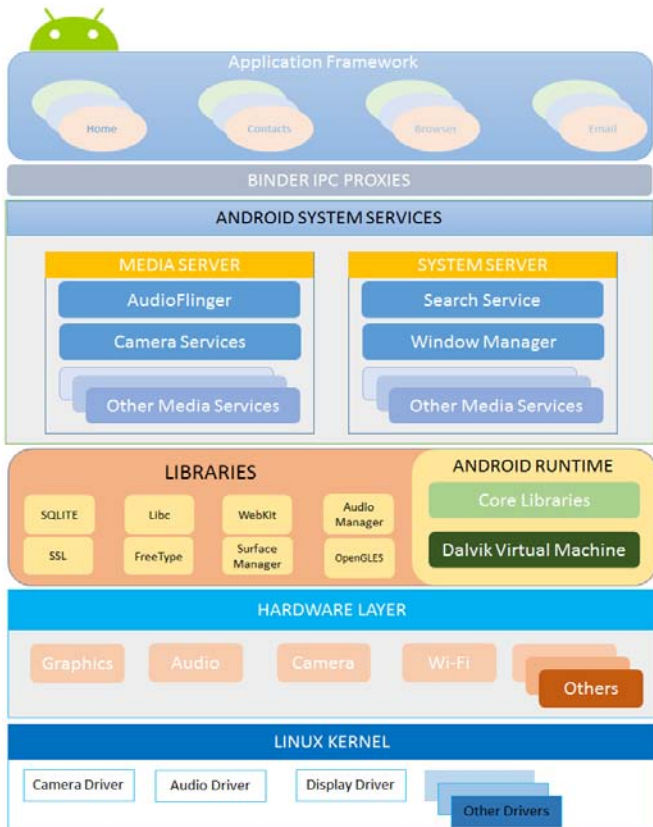 Application Framework
Home
Contacts
Browser
Email
BINDER IPC PROXIES
ANDROID SYSTEM SERVICES
MEDIA SERVER
AudioFlinger
Camera Services
Other Media Services
SYSTEM SERVER
Search Service
Window Manager
Other Media Services
LIBRARIES
SQLITE
Libc
WebKit
Audio
Manager
SSL
FreeType
Surface
Manager
OpenGLES
ANDROID RUNTIME
Core Libraries
Dalvik Virtual Machine
HARDWARE LAYER
Graphics
Audio
Camera
Wi-Fi
Others
LINUX KERNEL
Camera Driver
Audio Driver
Display Driver
Other Drivers